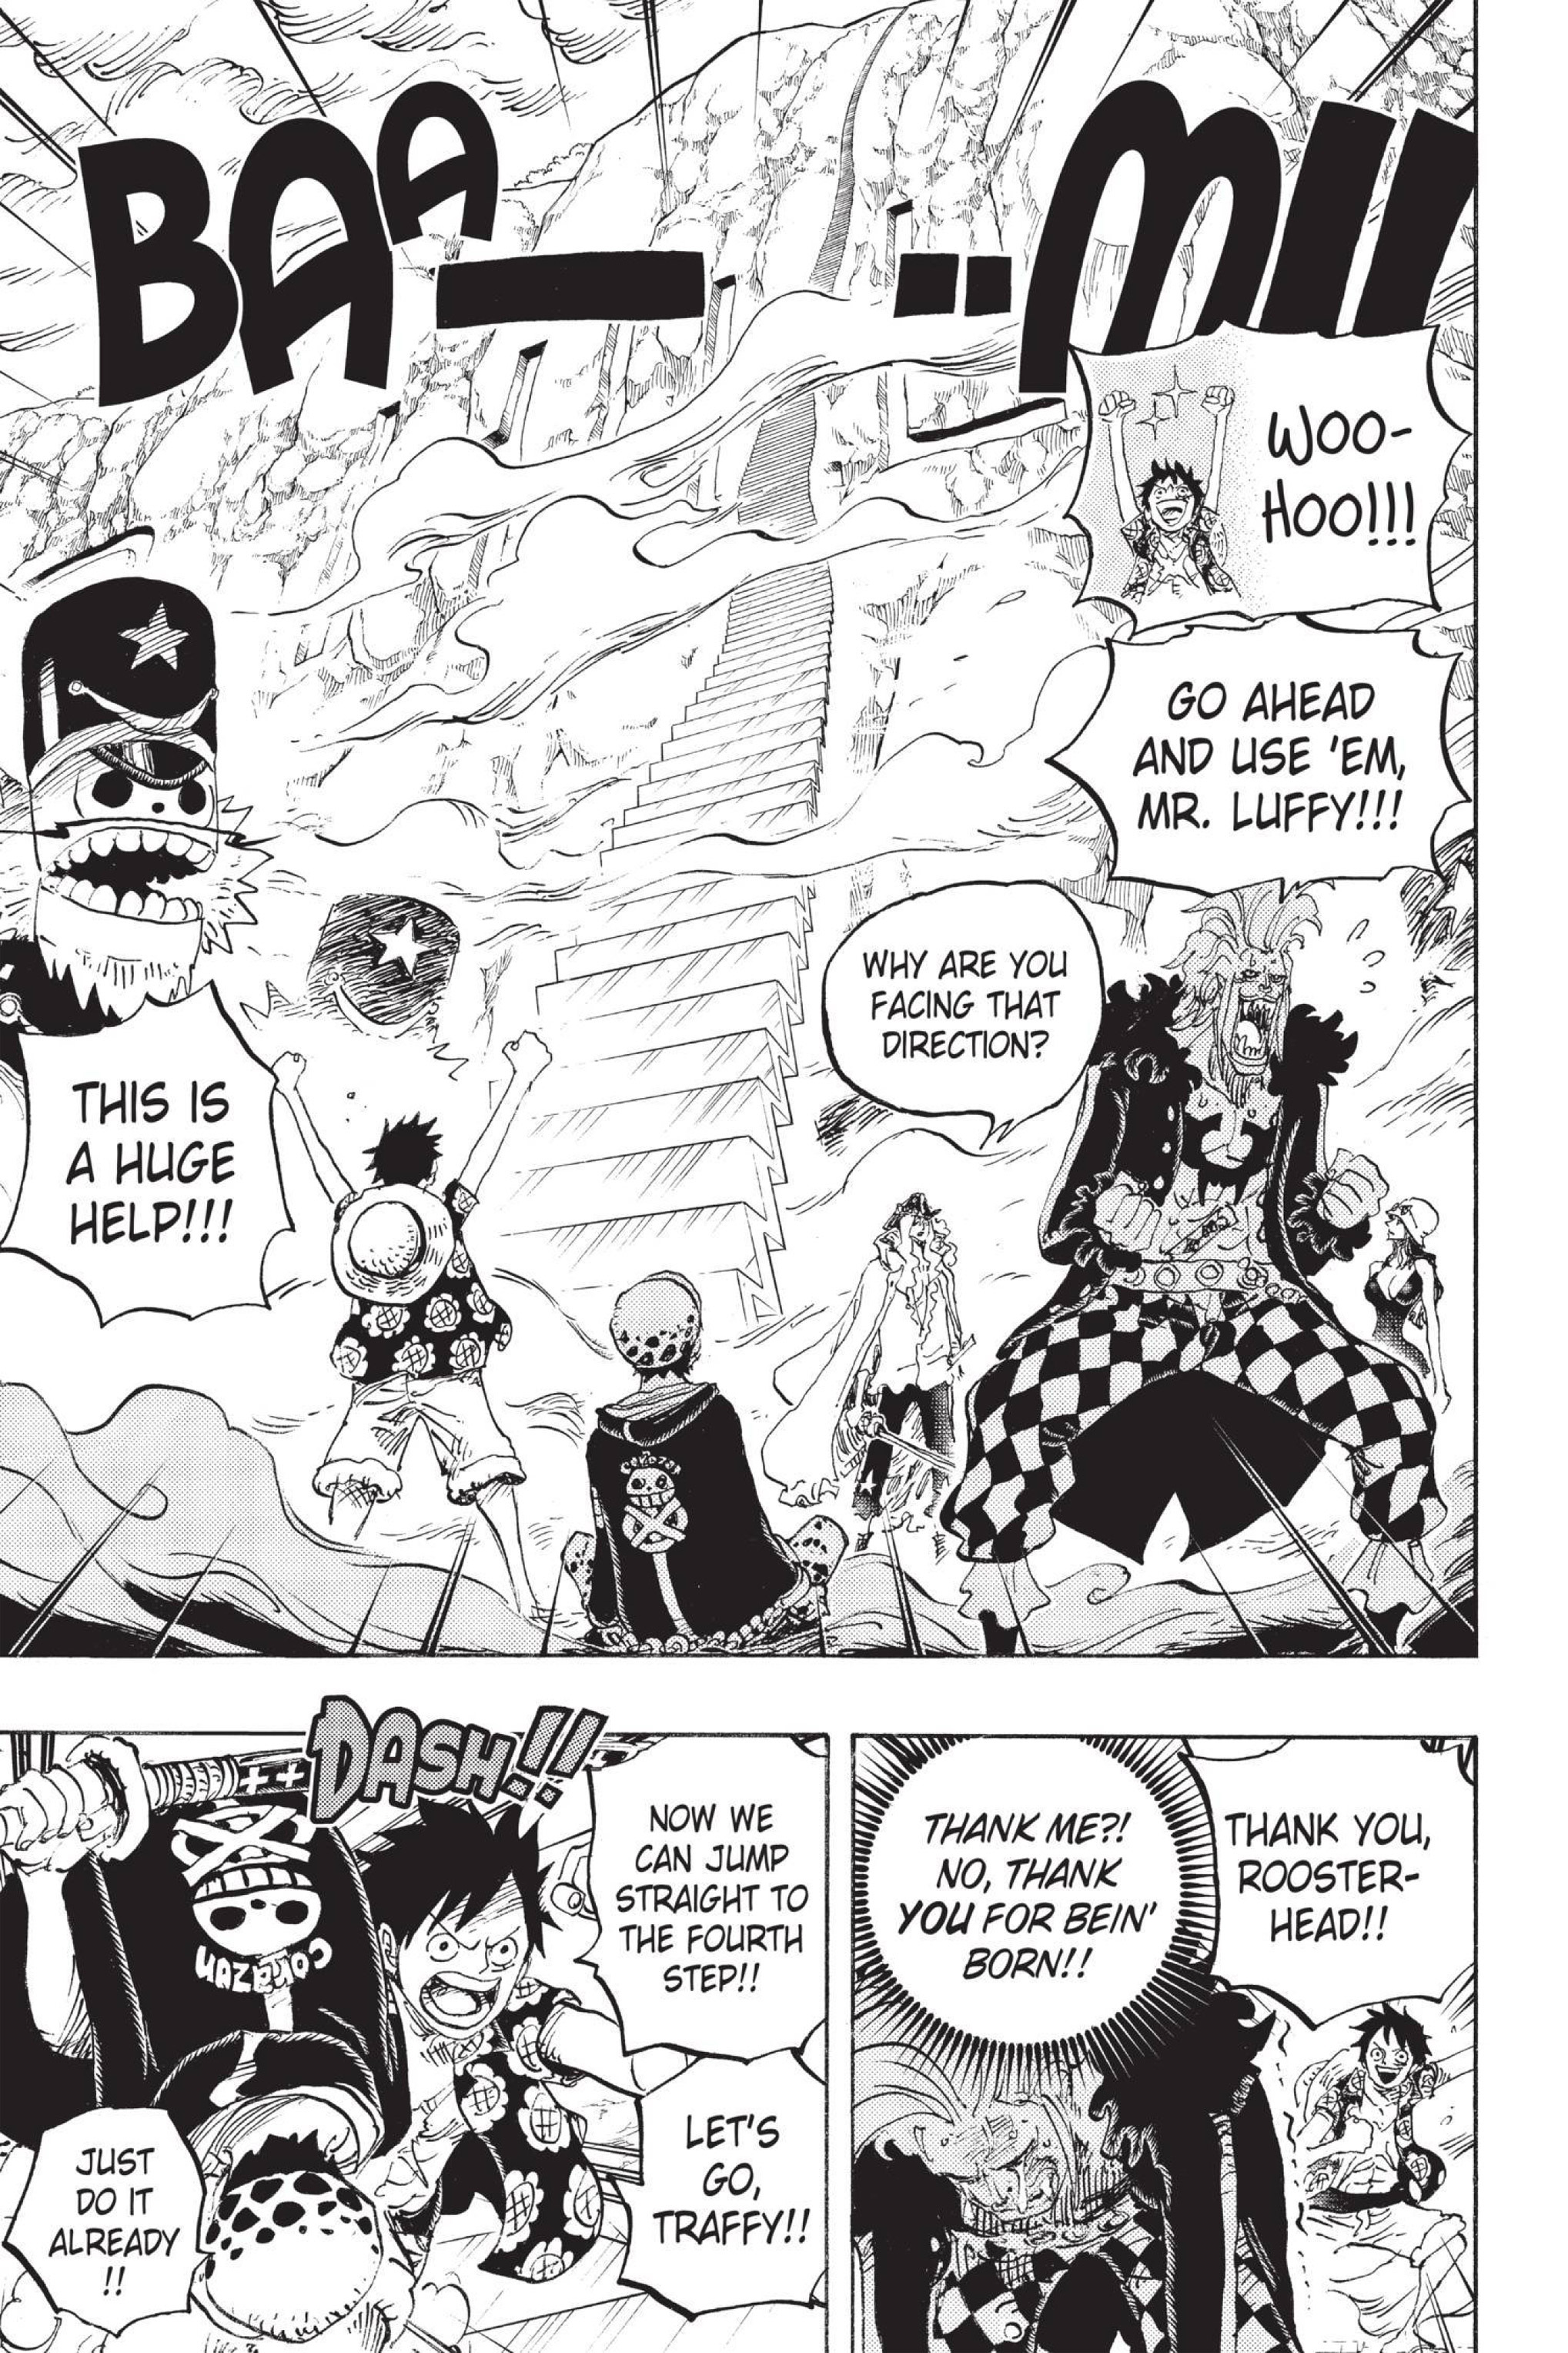 BAA—
..MII
WOO-
HOO!!!
GO AHEAD
AND USE 'EM,
MR. LUFFY!!!
WHY ARE YOU
FACING THAT
DIRECTION?
THIS IS
A HUGE
HELP!!!
CORAZON
THANK YOU,
ROOSTER-
HEAD!!
THANK ME?!
NO, THANK
YOU FOR BEIN'
BORN!!
DASH!!
NOW WE
CAN JUMP
STRAIGHT TO
THE FOURTH
STEP!!
LET'S
GO,
TRAFFY!!
CORAZON
JUST
DO IT
ALREADY
!!